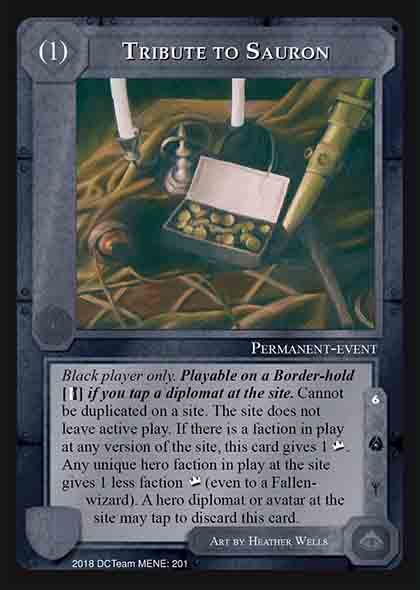 (1)
TRIBUTE TO SAURON
PERMANENT-EVENT
Black player only. Playable on a Border-hold
[] if you tap a diplomat at the site. Cannot
be duplicated on a site. The site does not
leave active play. If there is a faction in play
at any version of the site, this card gives 1 .
Any unique hero faction in play at the site
gives 1 less faction (even to a Fallen-
wizard). A hero diplomat or avatar at the
site may tap to discard this card.
6
ART BY HEATHER WELLS
2018 DCTeam MENE: 201